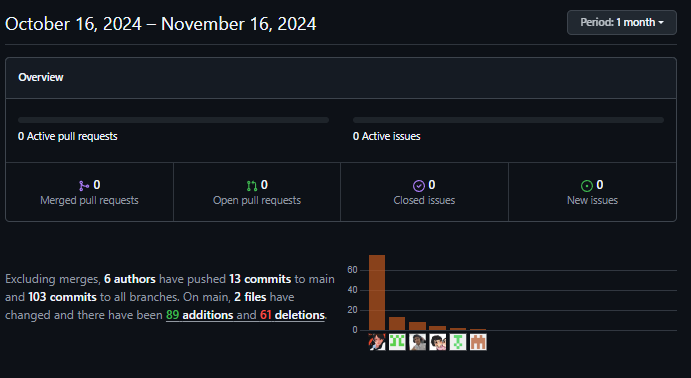 October 16, 2024 – November 16, 2024
Period: 1 month
Overview
0 Active pull requests
0 Active issues
0
Merged pull requests
0
Open pull requests
0
Closed issues
0
New issues
Excluding merges, 6 authors have pushed 13 commits to main
and 103 commits to all branches. On main, 2 files have
changed and there have been 89 additions and 61 deletions.
60
40
20
0